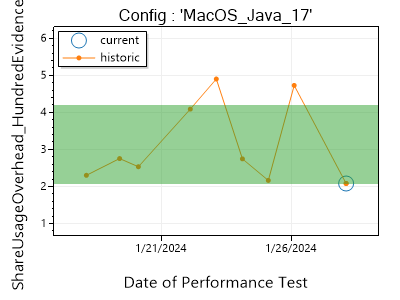 Config : 'MacOS_Java_17'
current
historic
ShareUsageOverhead_HundredEvidence
6
5
4
3
2
1
1/21/2024
1/26/2024
Date of Performance Test